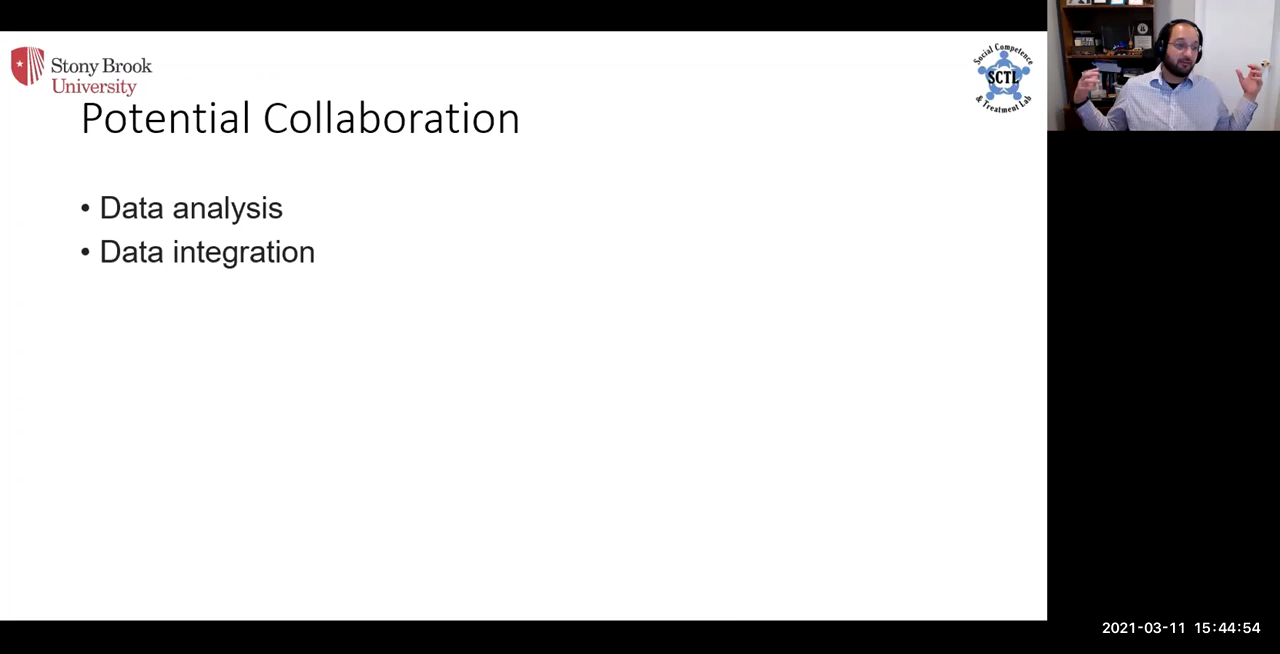 Stony Brook
University
Social Competence
SCTL
& Treatment Lab
Potential Collaboration
• Data analysis
• Data integration
2021-03-11 15:44:54